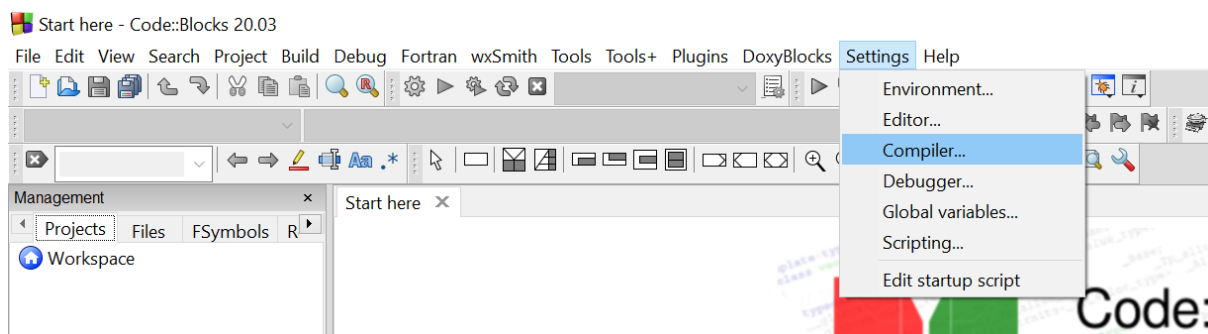 Start here - Code::Blocks 20.03
File Edit View Search Project Build Debug Fortran wxSmith Tools Tools+ Plugins DoxyBlocks Settings Help
Environment...
Editor...
Compiler...
Debugger...
Global variables...
Scripting...
Edit startup script
Management
Start here
Projects Files FSymbols R
Workspace
Code: